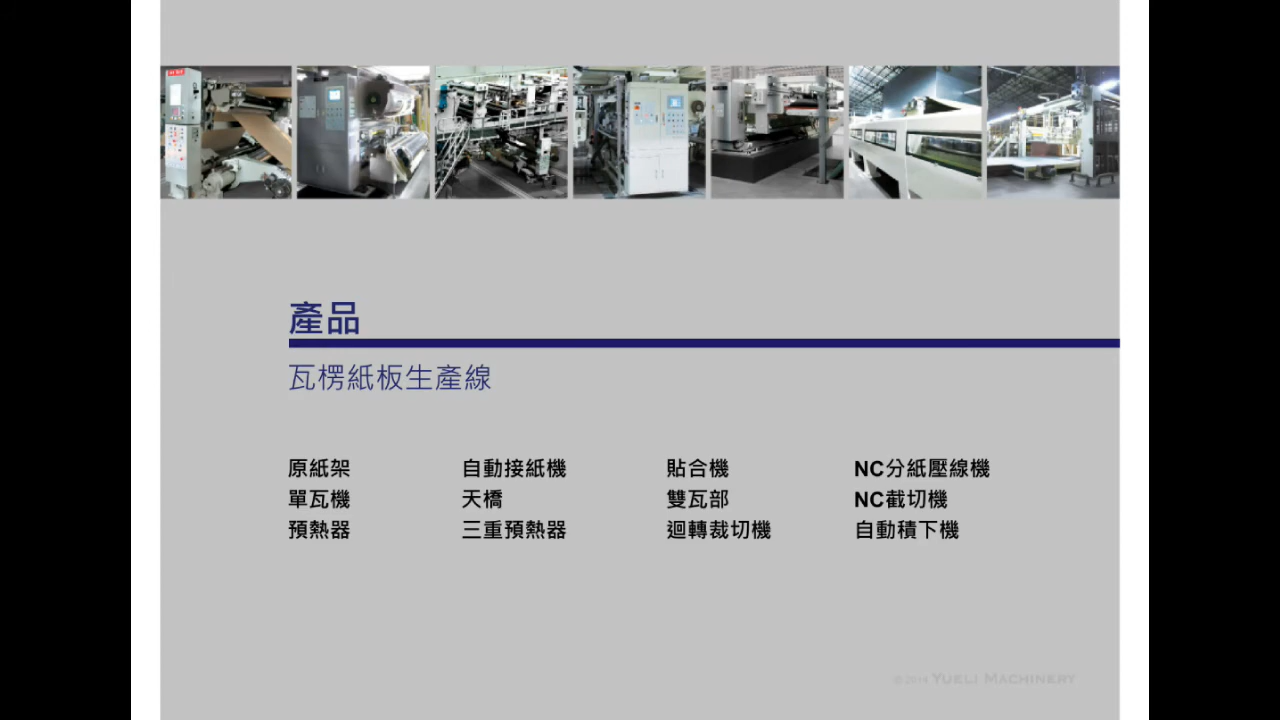 產品
瓦楞紙板生產線
原紙架 自動接紙機 貼合機 NC分紙壓線機
單瓦機 天橋 雙瓦部 NC截切機
預熱器 三重預熱器 迴轉裁切機 自動積下機
YUELI MACHINERY